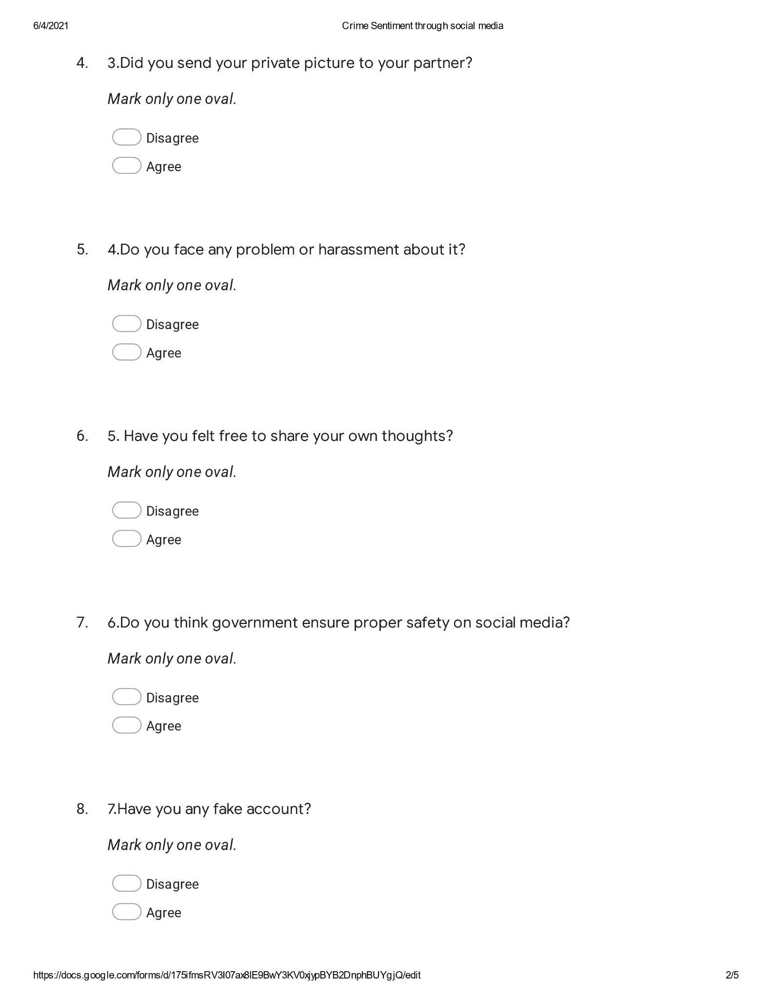 6/4/2021 Crime Sentiment through social media
4. 3.Did you send your private picture to your partner?
Mark only one oval.
Disagree
Agree
5. 4.Do you face any problem or harassment about it?
Mark only one oval.
Disagree
Agree
6. 5. Have you felt free to share your own thoughts?
Mark only one oval.
Disagree
Agree
7. 6.Do you think government ensure proper safety on social media?
Mark only one oval.
Disagree
Agree
8. 7.Have you any fake account?
Mark only one oval.
Disagree
Agree
https://docs.google.com/forms/d/175ifmsRV3I07ax8IE9BwY3KV0xjypBYB2DnphBUYgjQ/edit 2/5